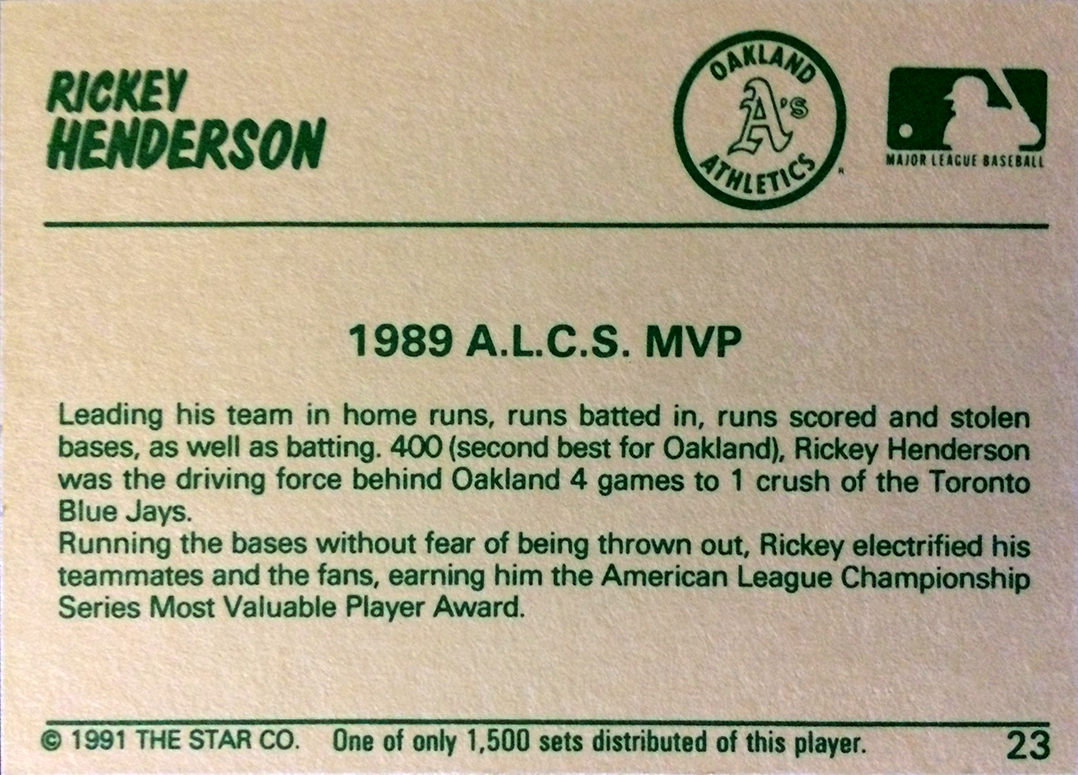 RICKEY
HENDERSON
OAKLAND
A's
ATHLETICS
®
MAJOR LEAGUE BASEBALL
1989 A.L.C.S. MVP
Leading his team in home runs, runs batted in, runs scored and stolen
bases, as well as batting. 400 (second best for Oakland), Rickey Henderson
was the driving force behind Oakland 4 games to 1 crush of the Toronto
Blue Jays.
Running the bases without fear of being thrown out, Rickey electrified his
teammates and the fans, earning him the American League Championship
Series Most Valuable Player Award.
© 1991 THE STAR CO. One of only 1,500 sets distributed of this player. 23